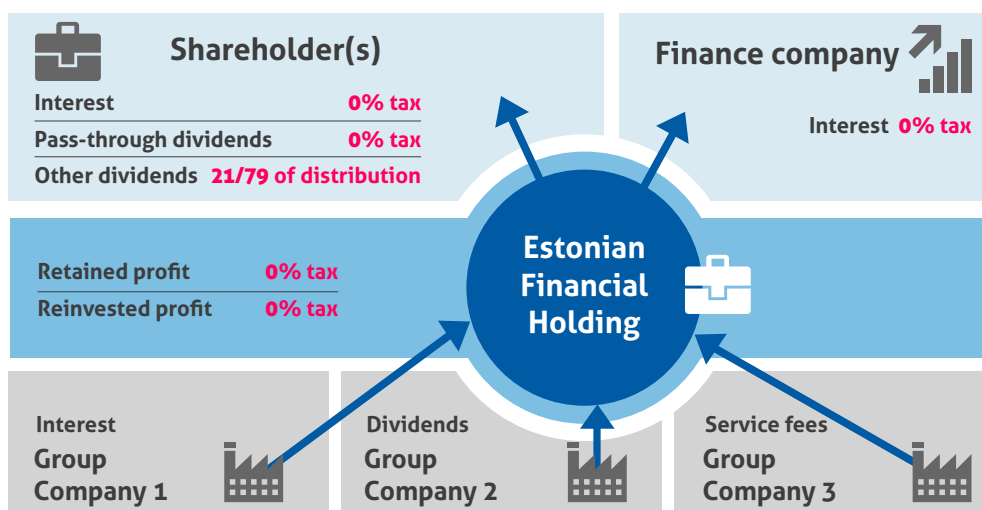 Shareholder(s)
Interest 0% tax
Pass-through dividends 0% tax
Other dividends 21/79 of distribution
Finance company
Interest 0% tax
Estonian
Financial
Holding
Retained profit 0% tax
Reinvested profit 0% tax
Interest
Group
Company 1
Dividends
Group
Company 2
Service fees
Group
Company 3